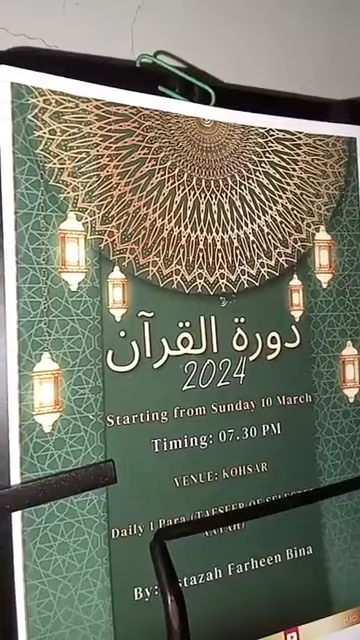 دورة القرآن
2024
Starting from Sunday 10 March
Timing: 07.30 PM
VENUE: KOHSAR
Daily 1 Para (TAFSEER OF SELECTED
By: Ustazah Farheen Bina